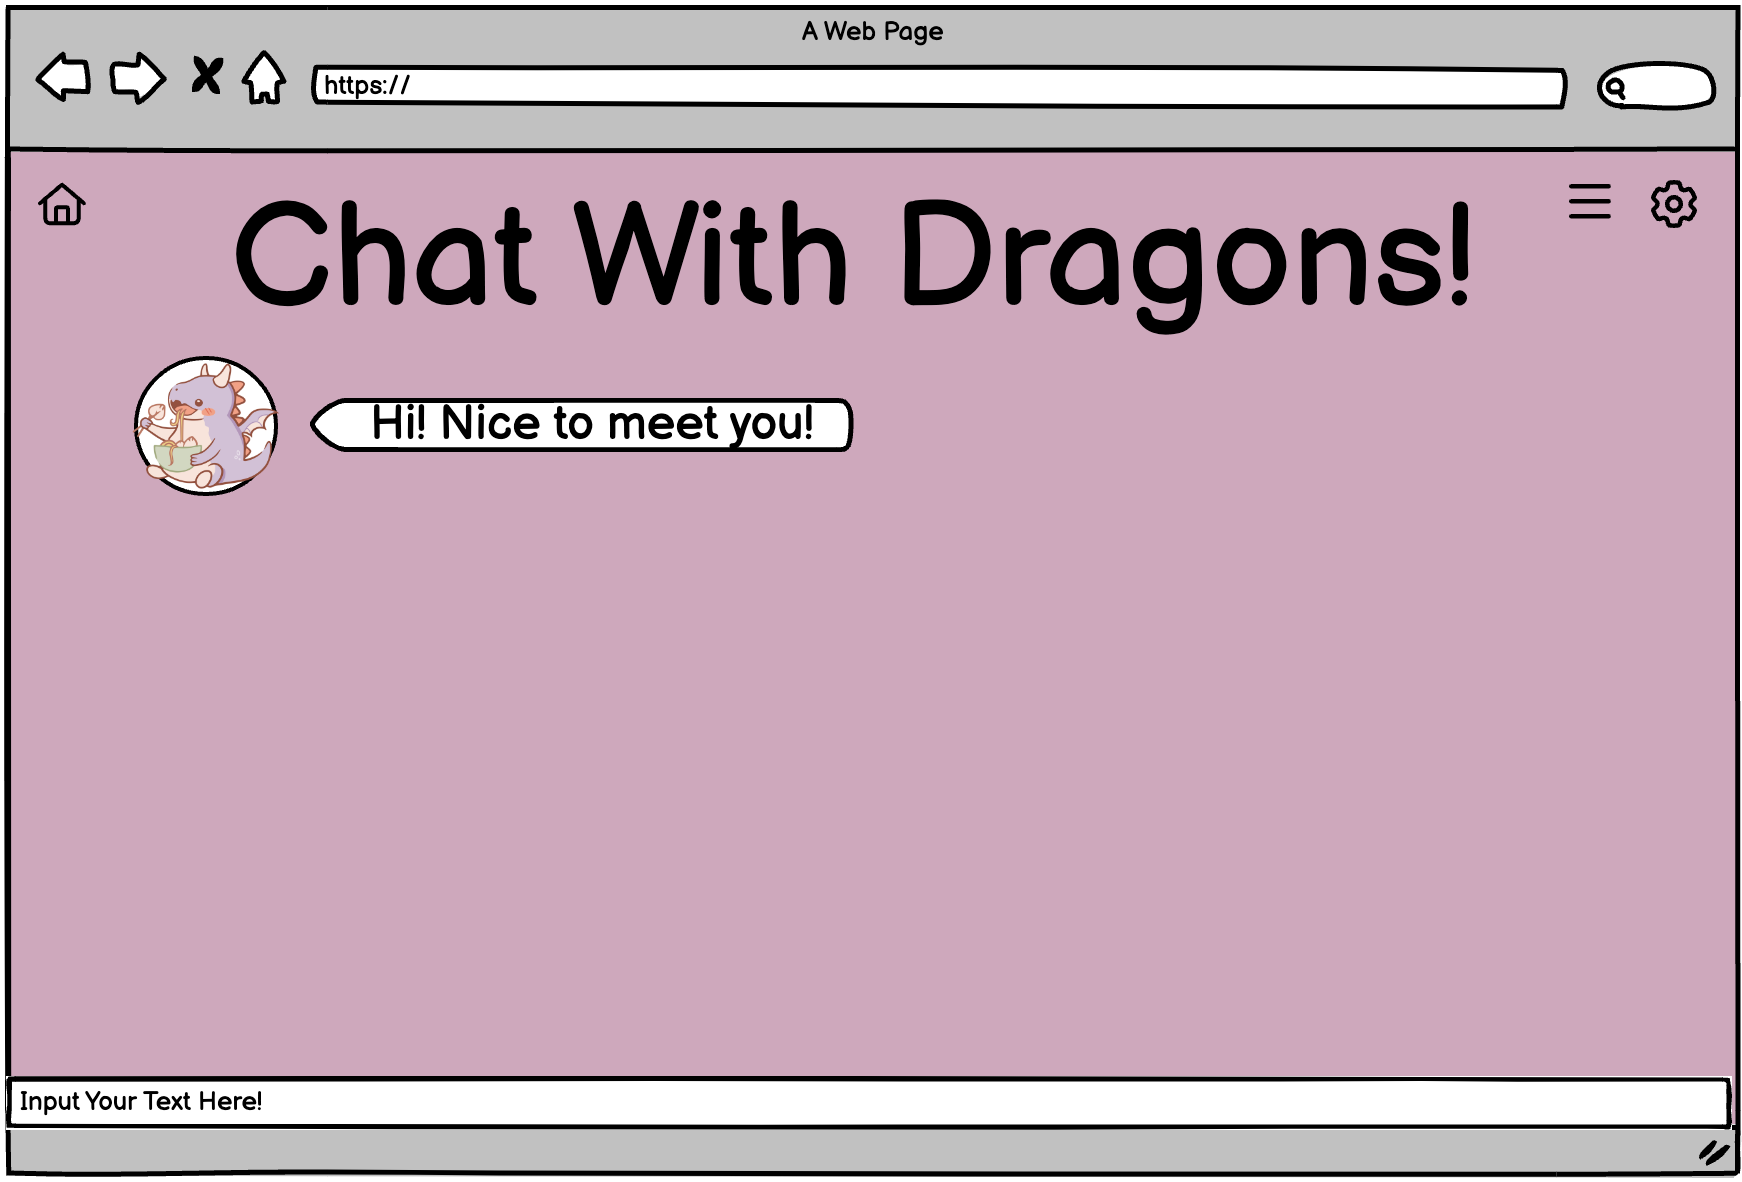 A Web Page
https://
Chat With Dragons!
Hi! Nice to meet you!
Input Your Text Here!